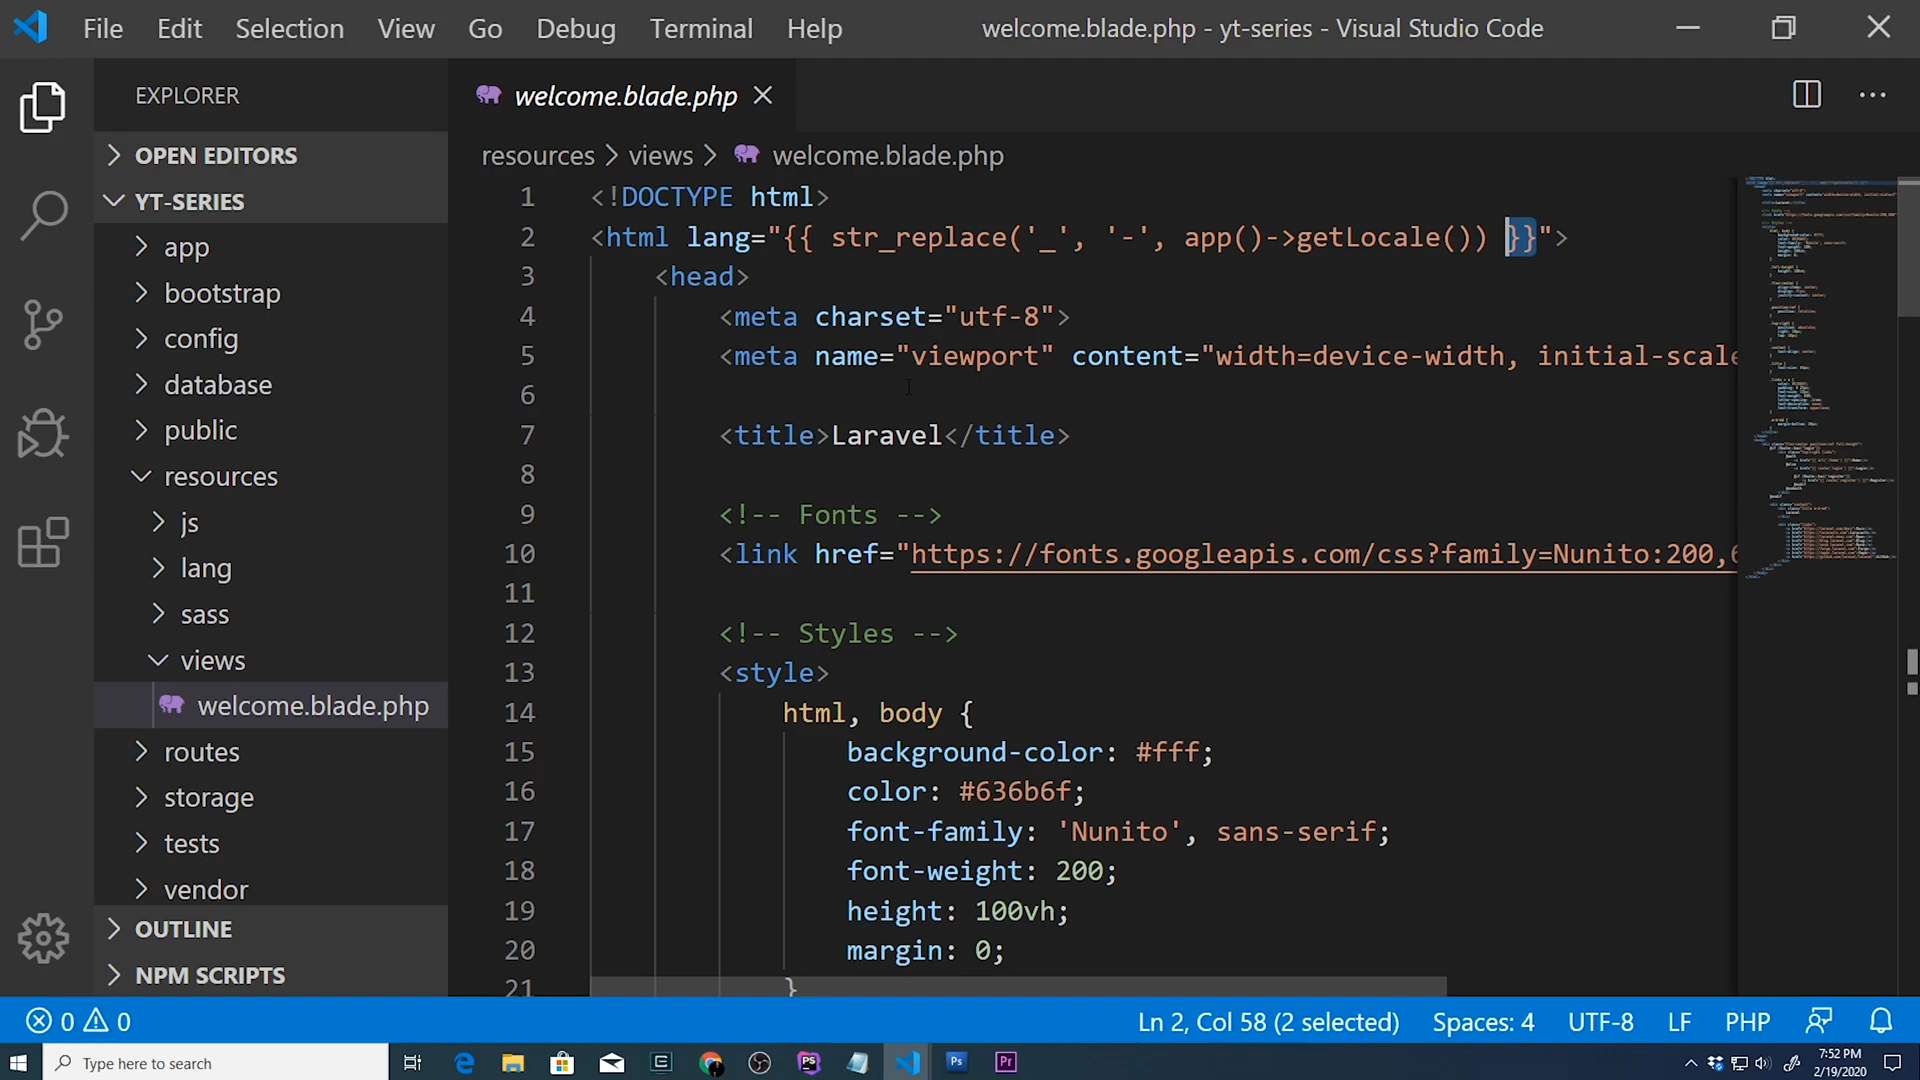 File Edit Selection View Go Debug Terminal Help welcome.blade.php - yt-series - Visual Studio Code
EXPLORER
OPEN EDITORS
YT-SERIES
app
bootstrap
config
database
public
resources
js
lang
sass
views
welcome.blade.php
routes
storage
tests
vendor
OUTLINE
NPM SCRIPTS
welcome.blade.php
resources > views > welcome.blade.php
1 <!DOCTYPE html>
2 <html lang="{{ str_replace('_', '-', app()->getLocale()) }}">
3 <head>
4 <meta charset="utf-8">
5 <meta name="viewport" content="width=device-width, initial-scale
6
7 <title>Laravel</title>
8
9 <!-- Fonts -->
10 <link href="https://fonts.googleapis.com/css?family=Nunito:200,6
11
12 <!-- Styles -->
13 <style>
14 html, body {
15 background-color: #fff;
16 color: #636b6f;
17 font-family: 'Nunito', sans-serif;
18 font-weight: 200;
19 height: 100vh;
20 margin: 0;
21 }
0 0 Ln 2, Col 58 (2 selected) Spaces: 4 UTF-8 LF PHP
Type here to search
Ps
Pr
7:52 PM
2/19/2020